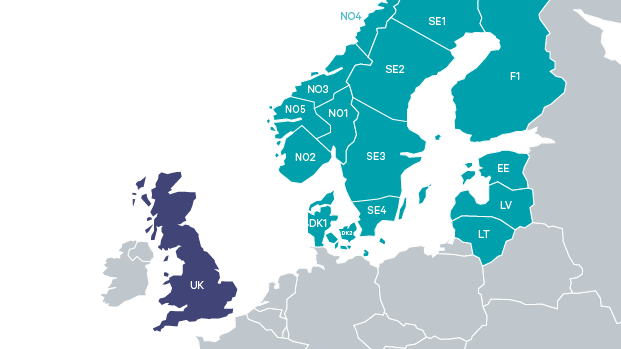 NO4
SE1
SE2
F1
NO3
NO5
NO1
NO2
SE3
EE
LV
SE4
DK1
DK2
LT
UK